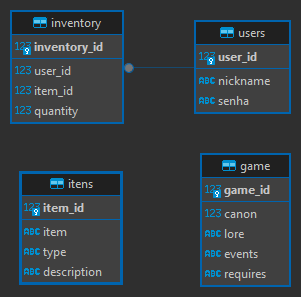 inventory
123 inventory_id
123 user_id
123 item_id
123 quantity
users
123 user_id
ABC nickname
ABC senha
itens
123 item_id
ABC item
ABC type
ABC description
game
123 game_id
123 canon
ABC lore
ABC events
ABC requires